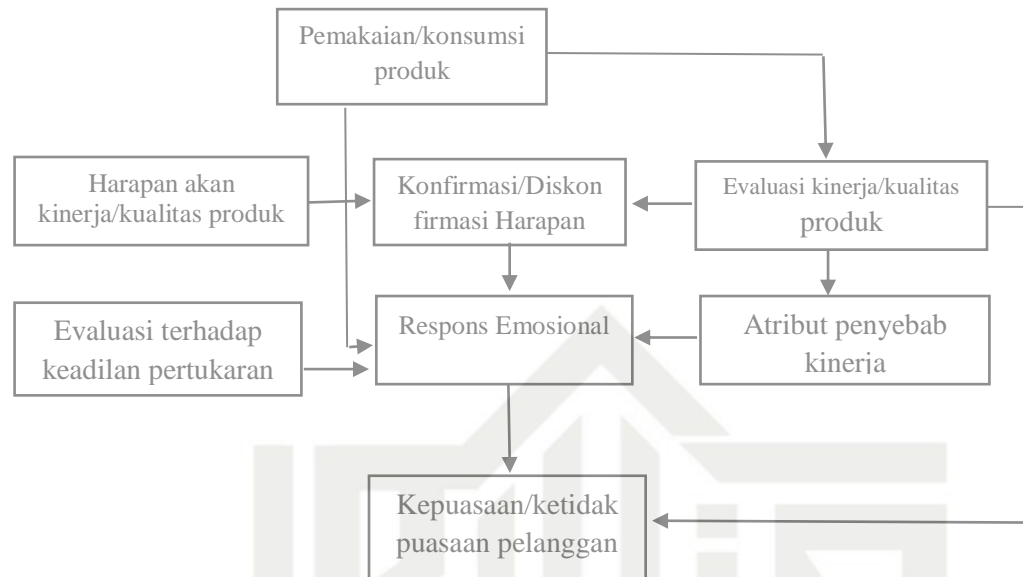 Pemakaian/konsumsi
produk
Harapan akan
kinerja/kualitas produk
Konfirmasi/Diskon
firmasi Harapan
Evaluasi kinerja/kualitas
produk
Evaluasi terhadap
keadilan pertukaran
Respons Emosional
Atribut penyebab
kinerja
Kepuasaan/ketidak
puasaan pelanggan